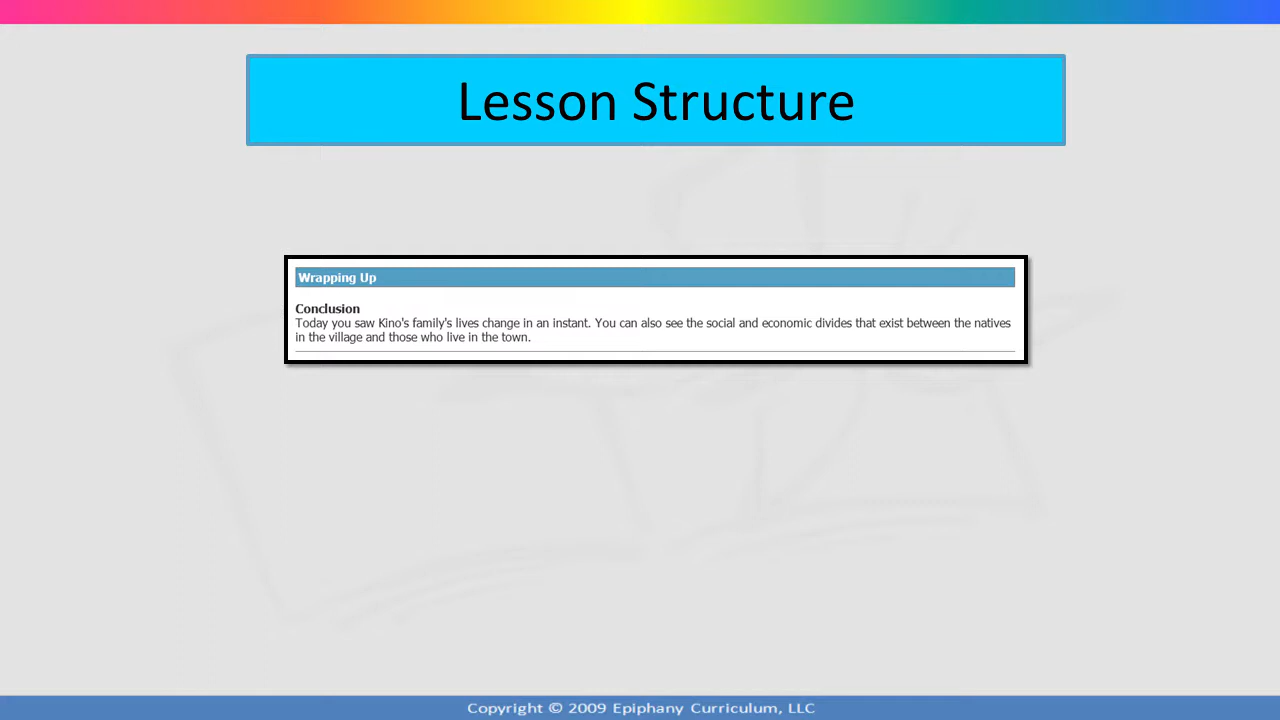 Lesson Structure
Wrapping Up
Conclusion
Today you saw Kino's family's lives change in an instant. You can also see the social and economic divides that exist between the natives
in the village and those who live in the town.
Copyright © 2009 Epiphany Curriculum, LLC